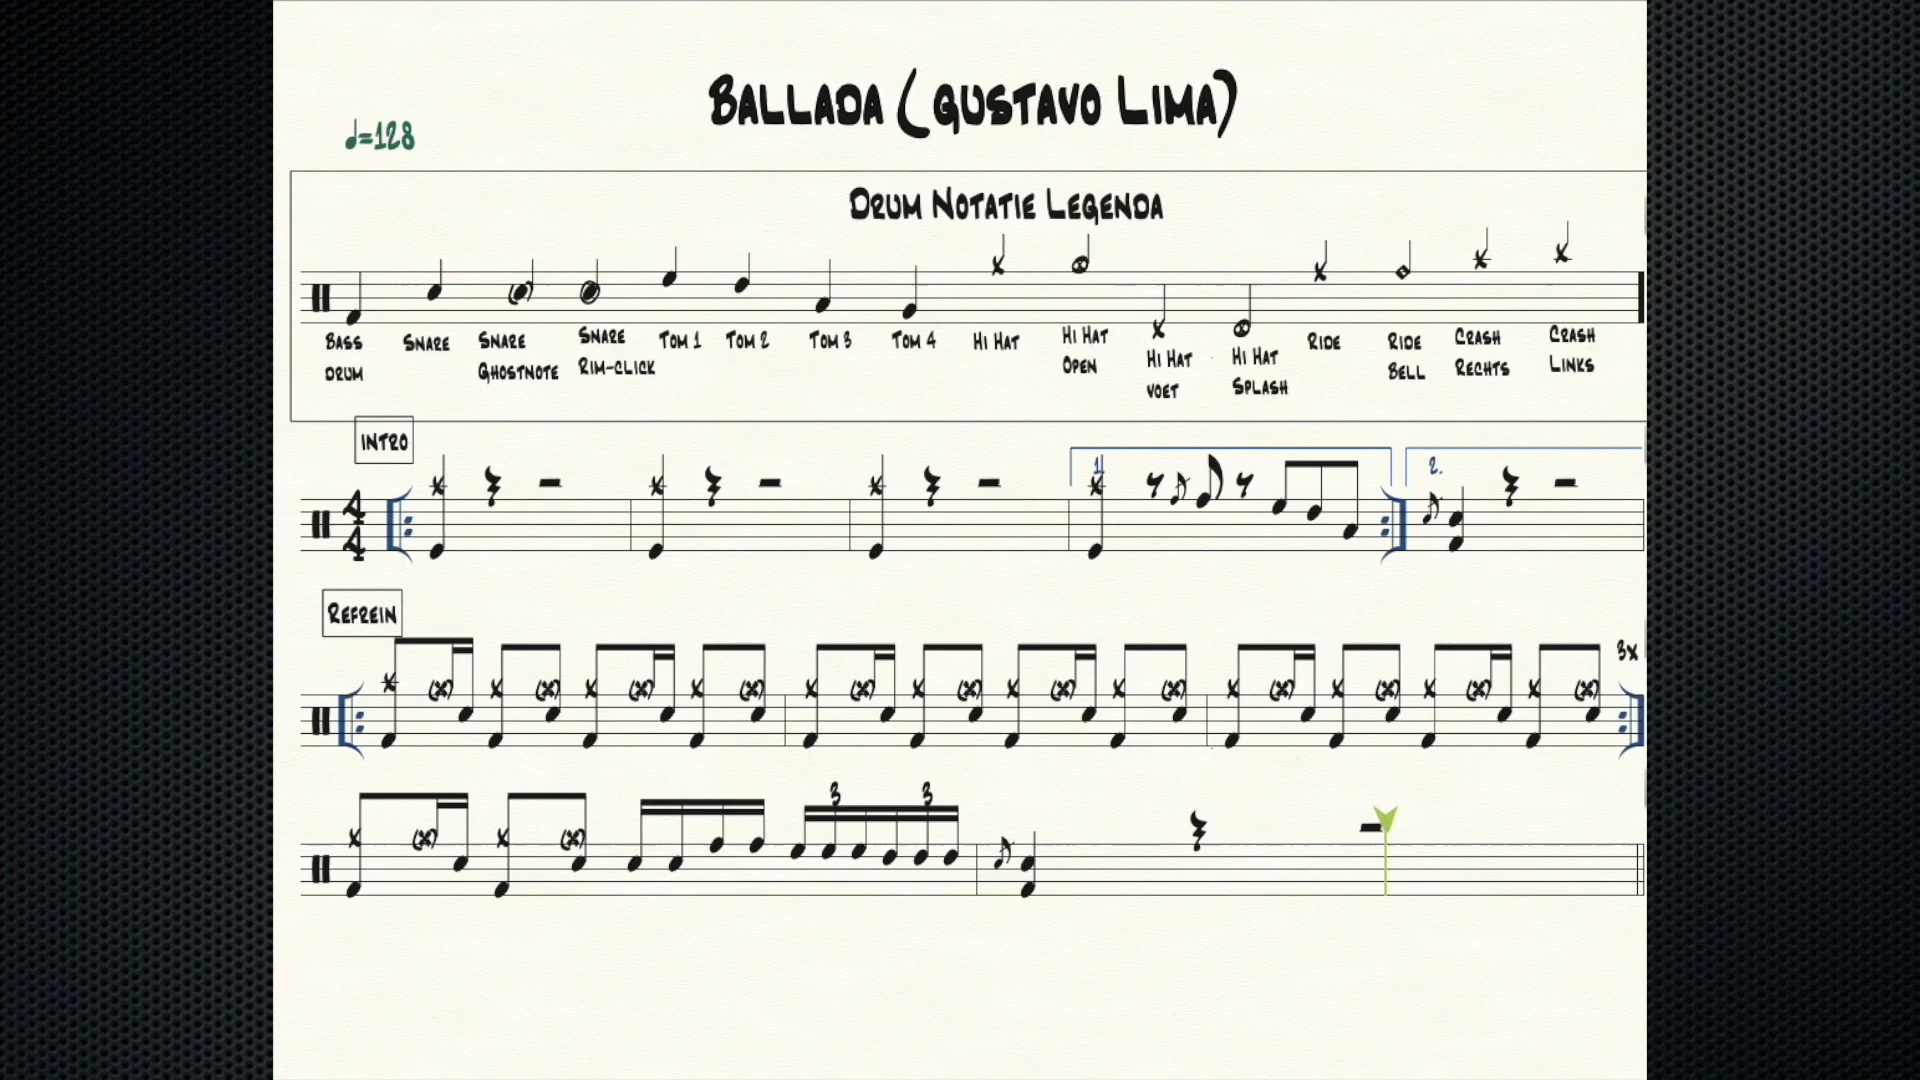 Ballada (Gustavo Lima)
♩=128
Drum Notatie Legenda
Bass drum
Snare
Snare Ghostnote
Snare Rim-click
Tom 1
Tom 2
Tom 3
Tom 4
Hi Hat
Hi Hat Open
Hi Hat voet
Hi Hat Splash
Ride
Ride Bell
Crash Rechts
Crash Links
Intro
1.
2.
4
4
Refrein
3x
3
3